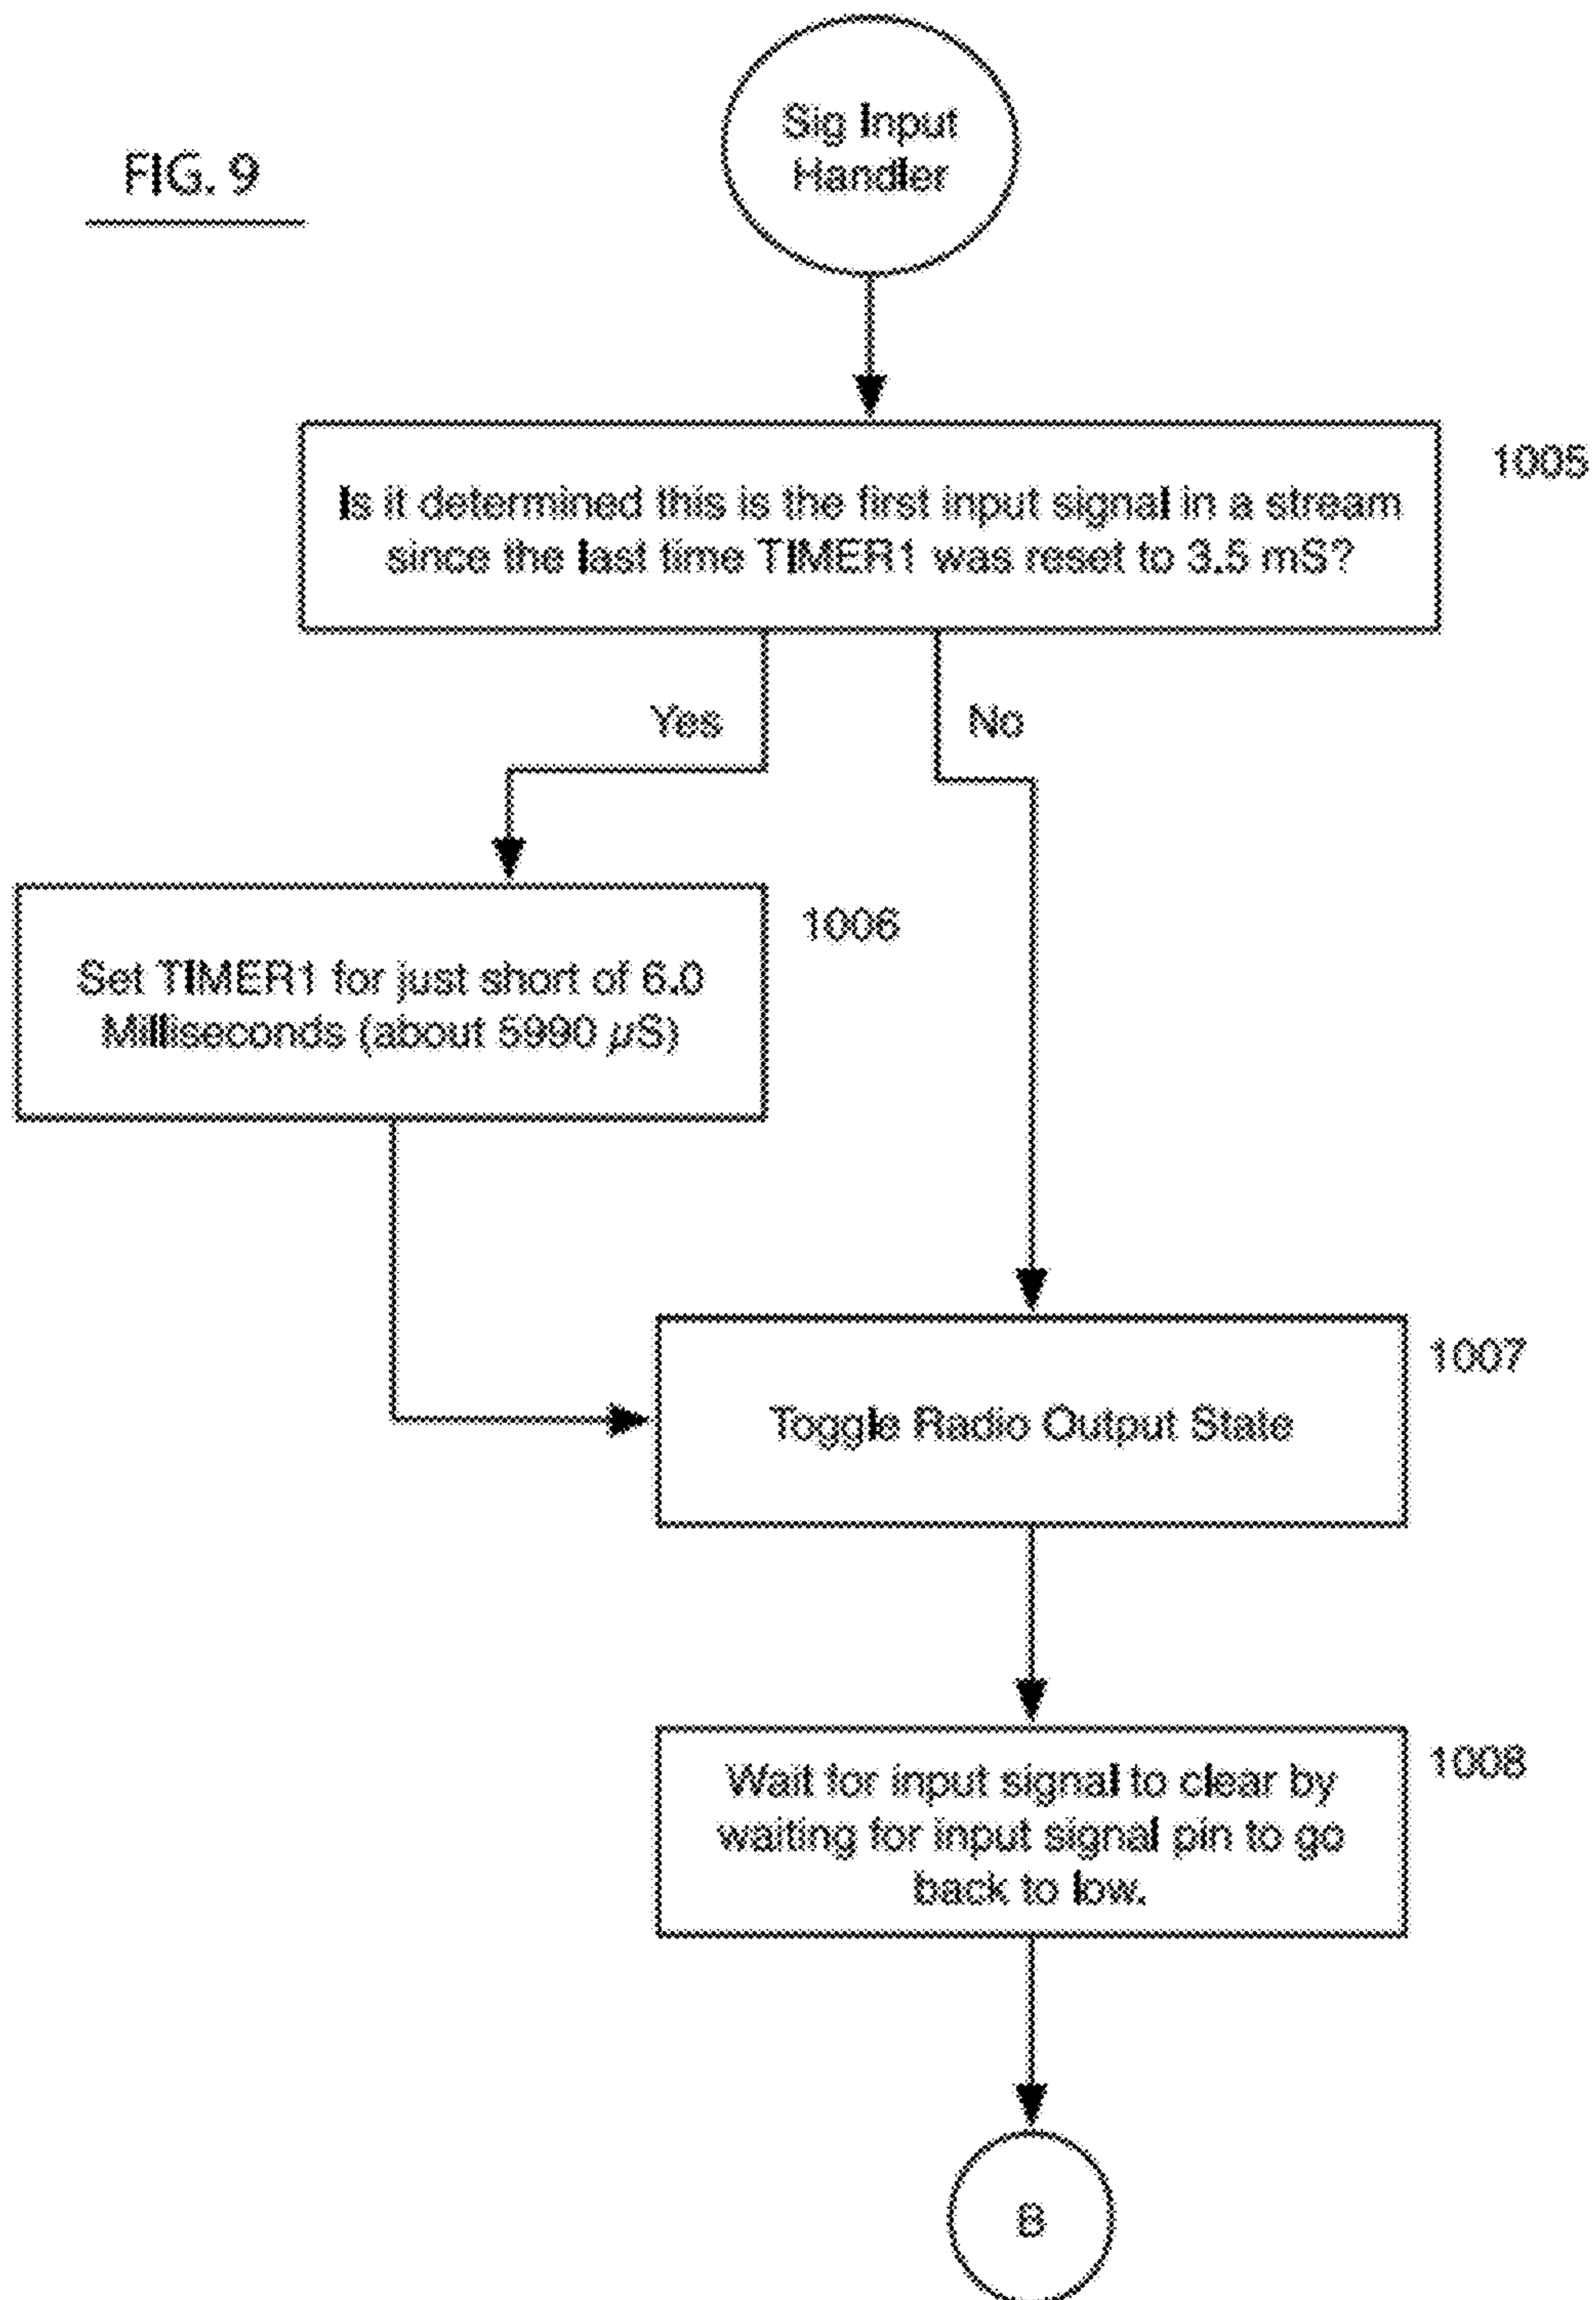 FIG. 9
Sig Input
Handler
1005
Is it determined this is the first input signal in a stream
since the last time TIMER1 was reset to 3.5 mS?
Yes
No
1006
Set TIMER1 for just short of 6.0
Milliseconds (about 5990 µS)
1007
Toggle Radio Output State
1008
Wait for input signal to clear by
waiting for input signal pin to go
back to low.
B